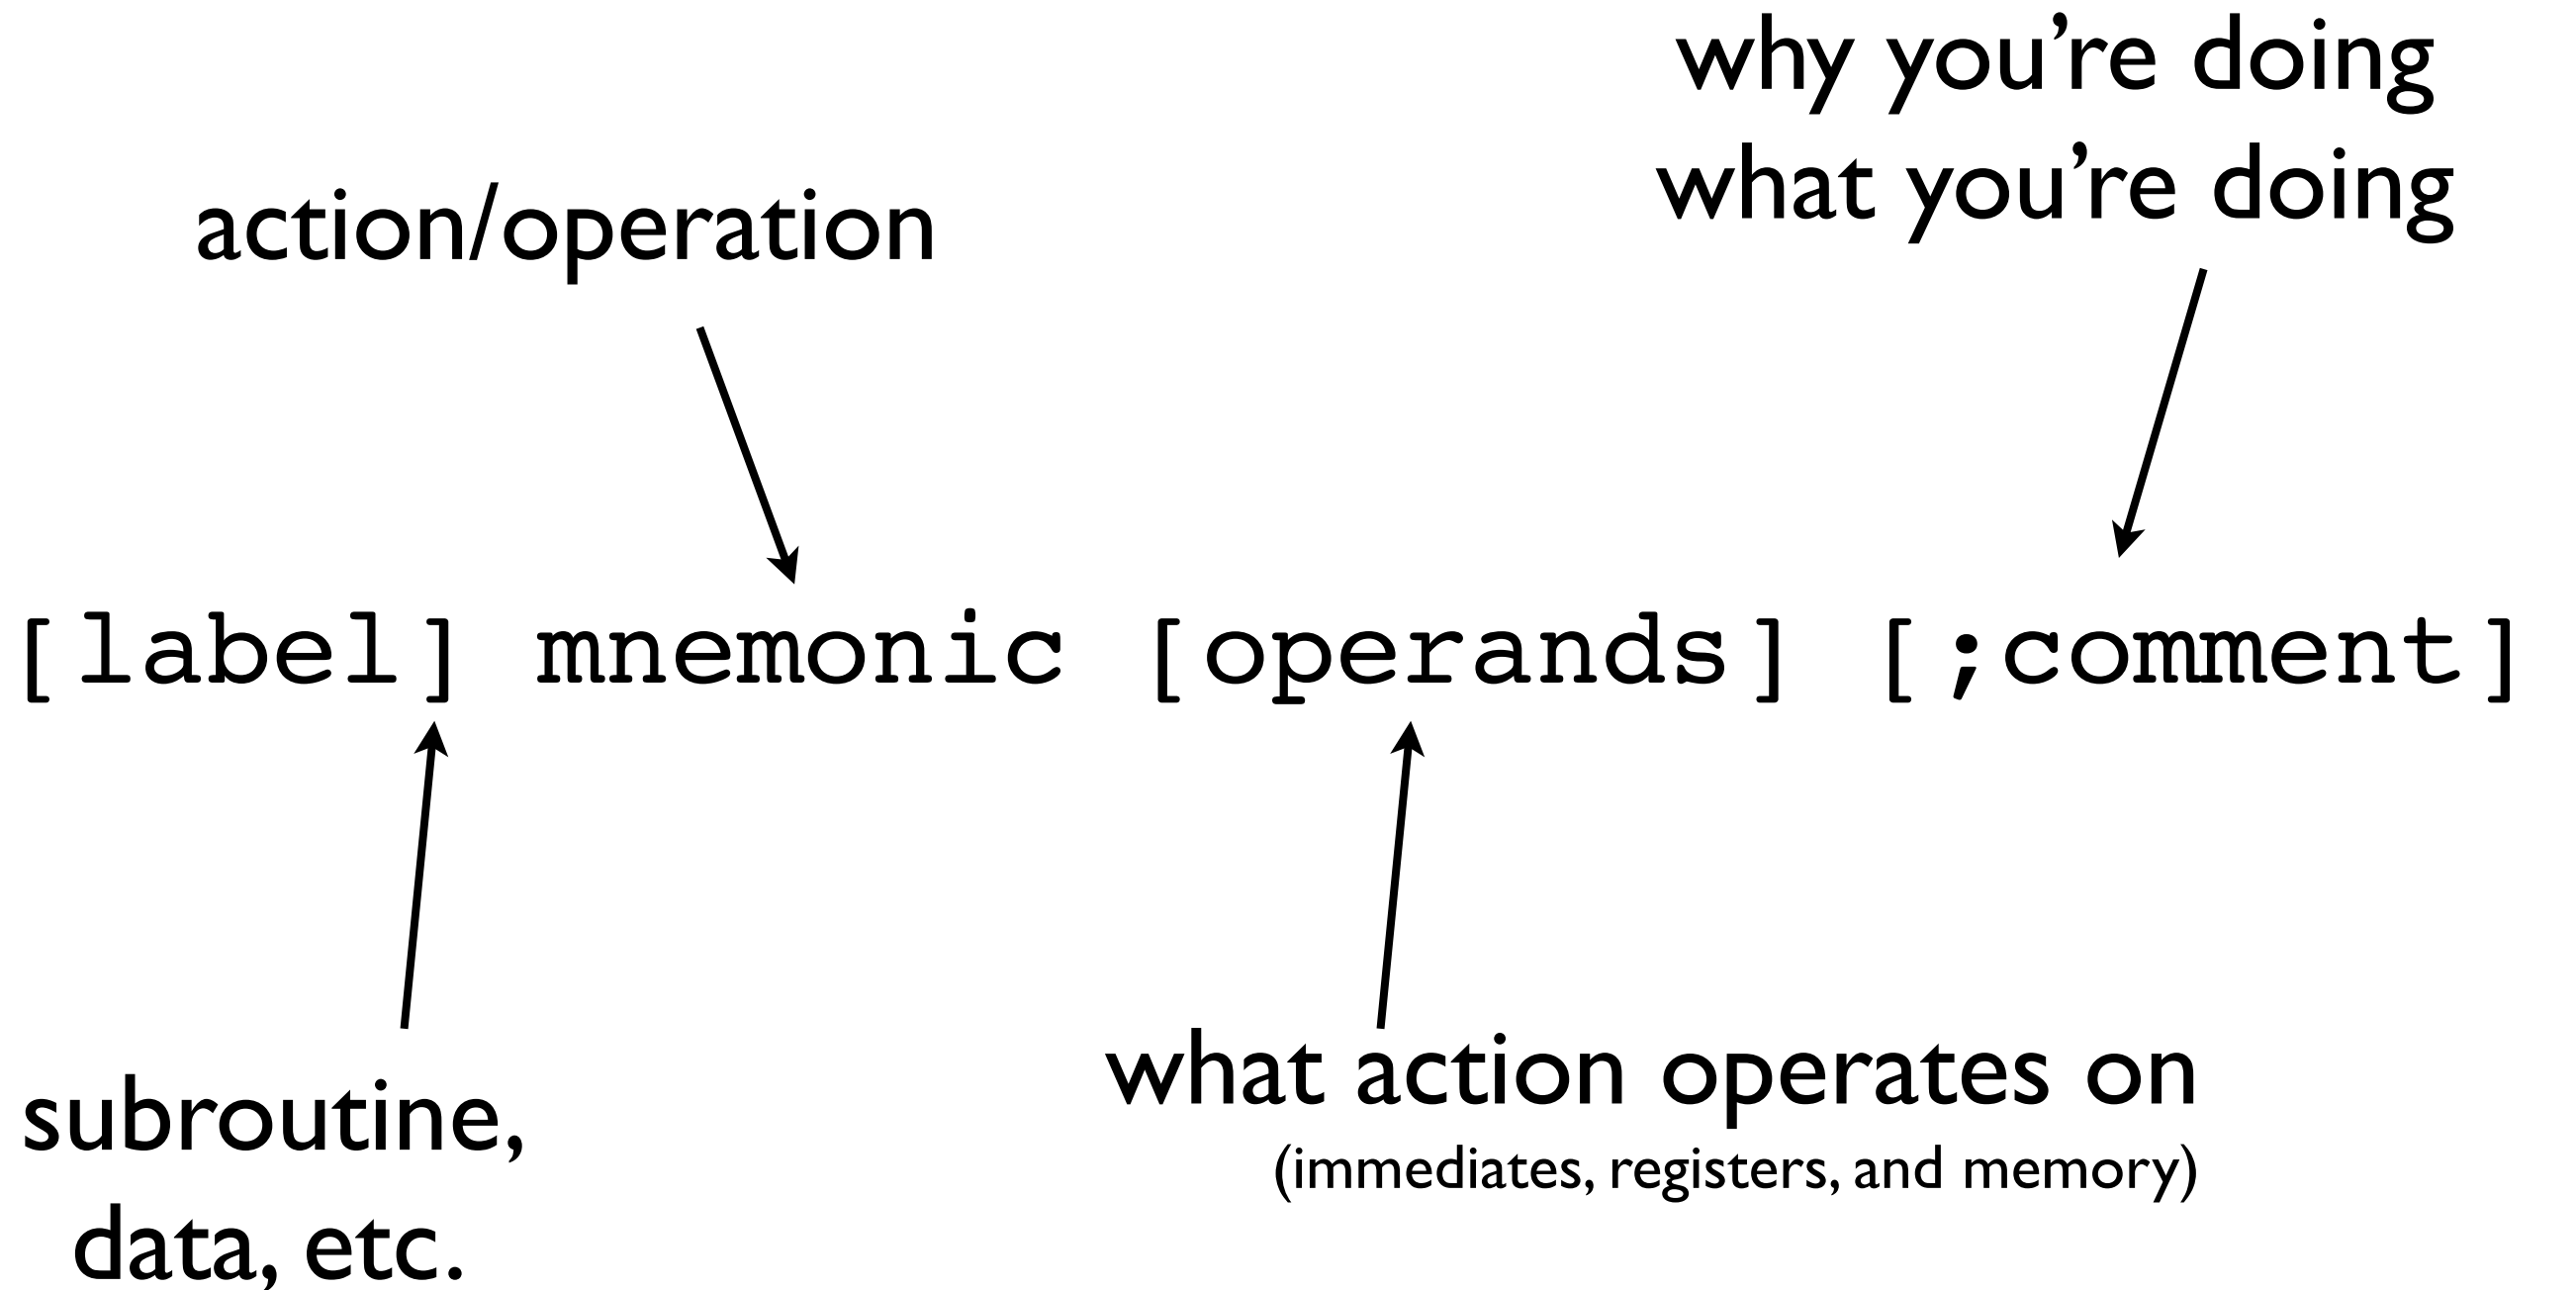 why you’re doing
what you’re doing
action/operation
[label] mnemonic [operands] [;comment]
subroutine,
data, etc.
what action operates on
(immediates, registers, and memory)